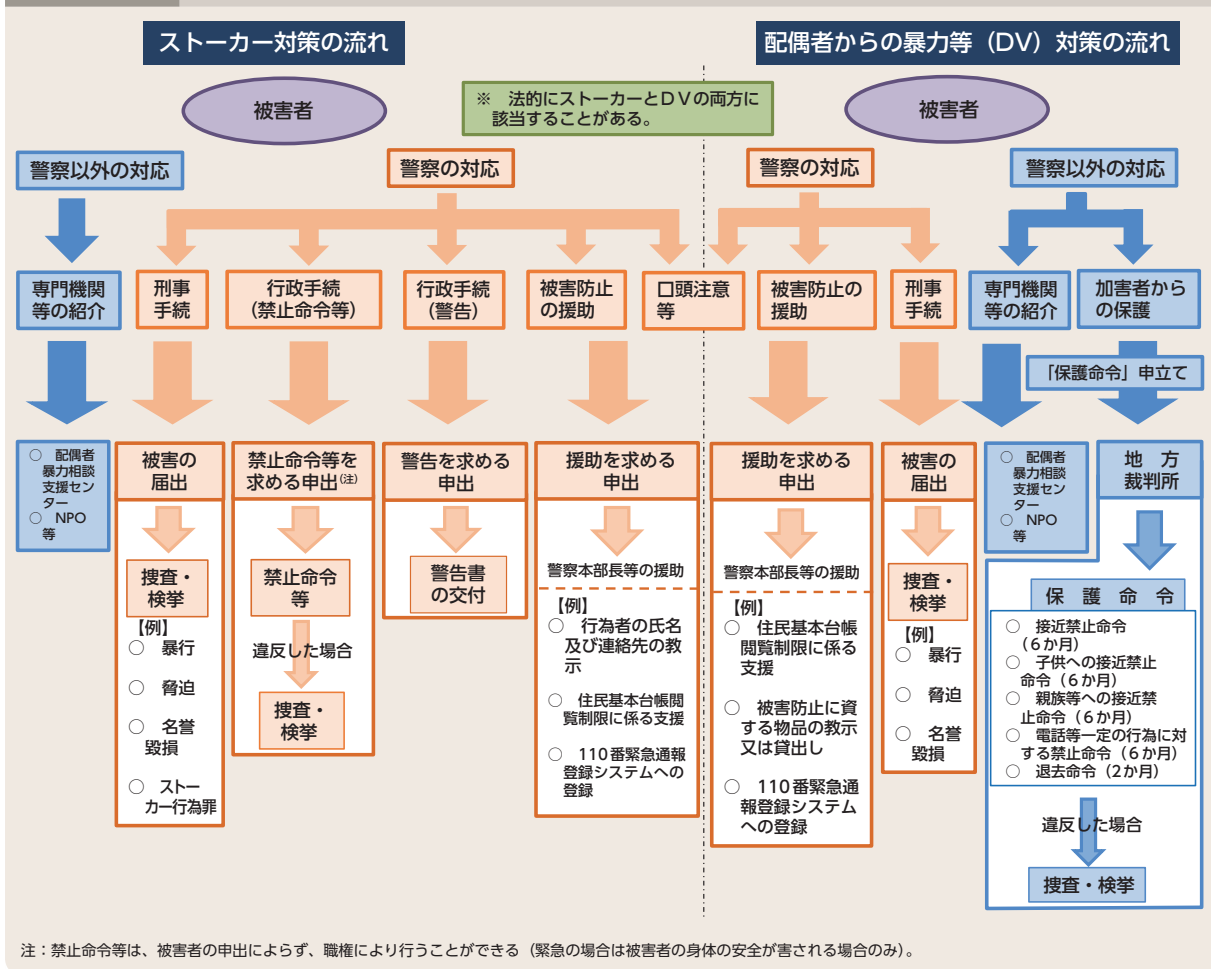 ストーカー対策の流れ
配偶者からの暴力等（DV）対策の流れ
被害者
※　法的にストーカーとＤＶの両方に
該当することがある。
被害者
警察以外の対応
警察の対応
警察の対応
警察以外の対応
専門機関
等の紹介
刑事
手続
行政手続
（禁止命令等）
行政手続
（警告）
被害防止
の援助
口頭注意
等
被害防止の
援助
刑事
手続
専門機関
等の紹介
加害者から
の保護
「保護命令」申立て
○　配偶者
暴力相談
支援セン
ター
○　NPO
等
被害の
届出
捜査・
検挙
【例】
○　暴行
○　脅迫
○　名誉
毀損
○　ストー
カー行為罪
禁止命令等を
求める申出(注)
禁止命令
等
違反した場合
捜査・
検挙
警告を求める
申出
警告書
の交付
援助を求める
申出
警察本部長等の援助
【例】
○　行為者の氏名
及び連絡先の教
示
○　住民基本台帳閲
覧制限に係る支援
○　110番緊急通報
登録システムへの
登録
援助を求める
申出
警察本部長等の援助
【例】
○　住民基本台帳
閲覧制限に係る
支援
○　被害防止に資
する物品の教示
又は貸出し
○　110番緊急通
報登録システム
への登録
被害の
届出
捜査・
検挙
【例】
○　暴行
○　脅迫
○　名誉
毀損
○　配偶者
暴力相談
支援セン
ター
○　NPO
等
地　方
裁判所
保　護　命　令
○　接近禁止命令
（６か月）
○　子供への接近禁止
命令（６か月）
○　親族等への接近禁
止命令（６か月）
○　電話等一定の行為に対
する禁止命令（６か月）
○　退去命令（２か月）
違反した場合
捜査・検挙
注：禁止命令等は、被害者の申出によらず、職権により行うことができる（緊急の場合は被害者の身体の安全が害される場合のみ）。